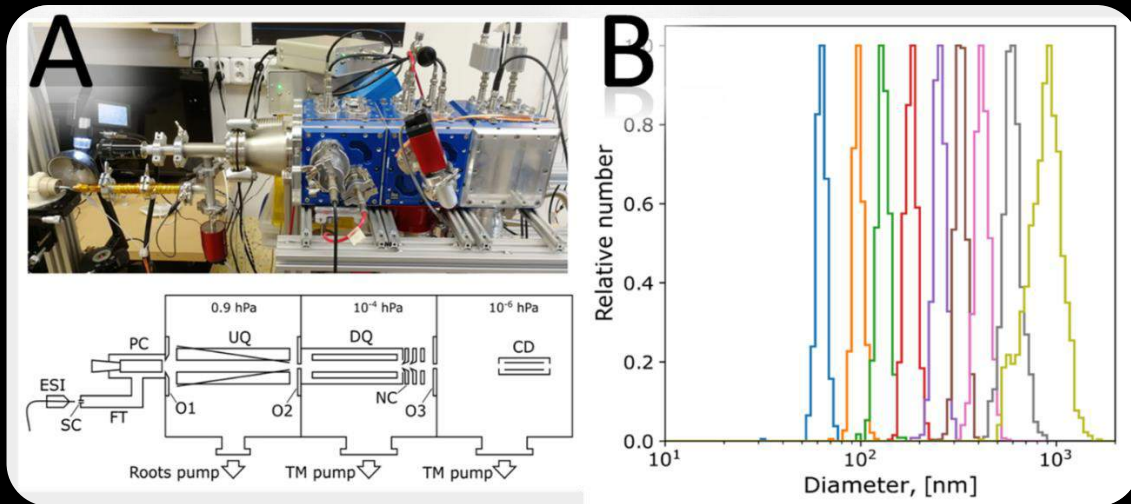 A
0.9 hPa
10⁻⁴ hPa
10⁻⁶ hPa
PC
UQ
DQ
CD
ESI
SC
FT
O1
O2
NC
O3
Roots pump
TM pump
TM pump
B
0.8
0.6
0.4
0.2
0.0
Relative number
10¹
10²
10³
Diameter, [nm]